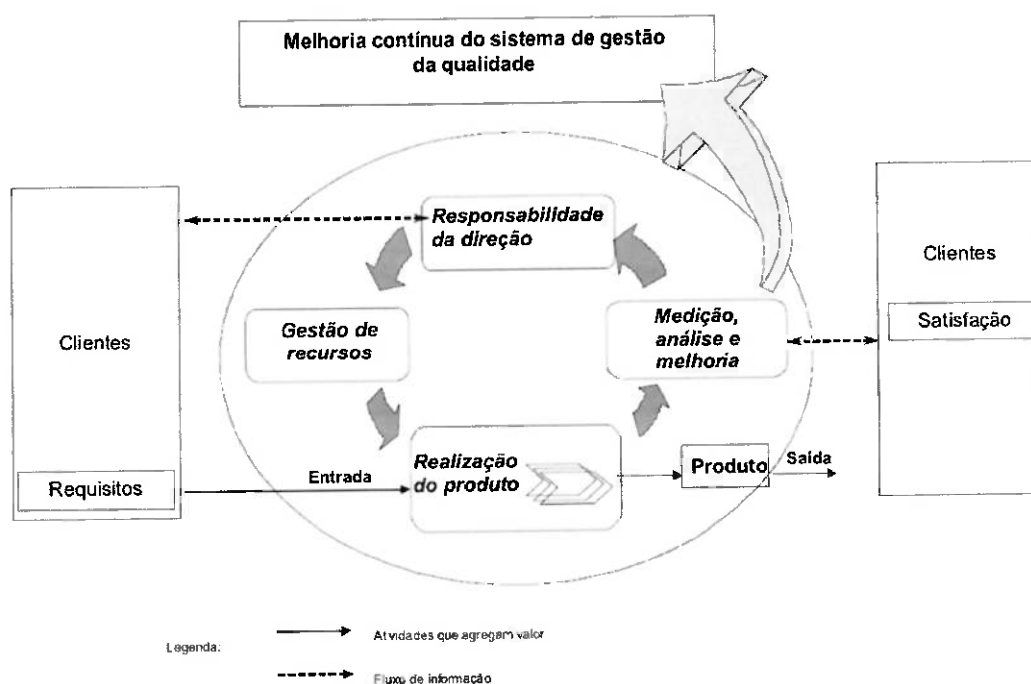 Melhoria contínua do sistema de gestão
da qualidade
Responsabilidade
da direção
Clientes
Gestão de
recursos
Medição,
análise e
melhoria
Clientes
Satisfação
Requisitos
Entrada
Realização
do produto
Produto
Saída
Legenda:
Atvidades que agregam valor
Fluxo de informação